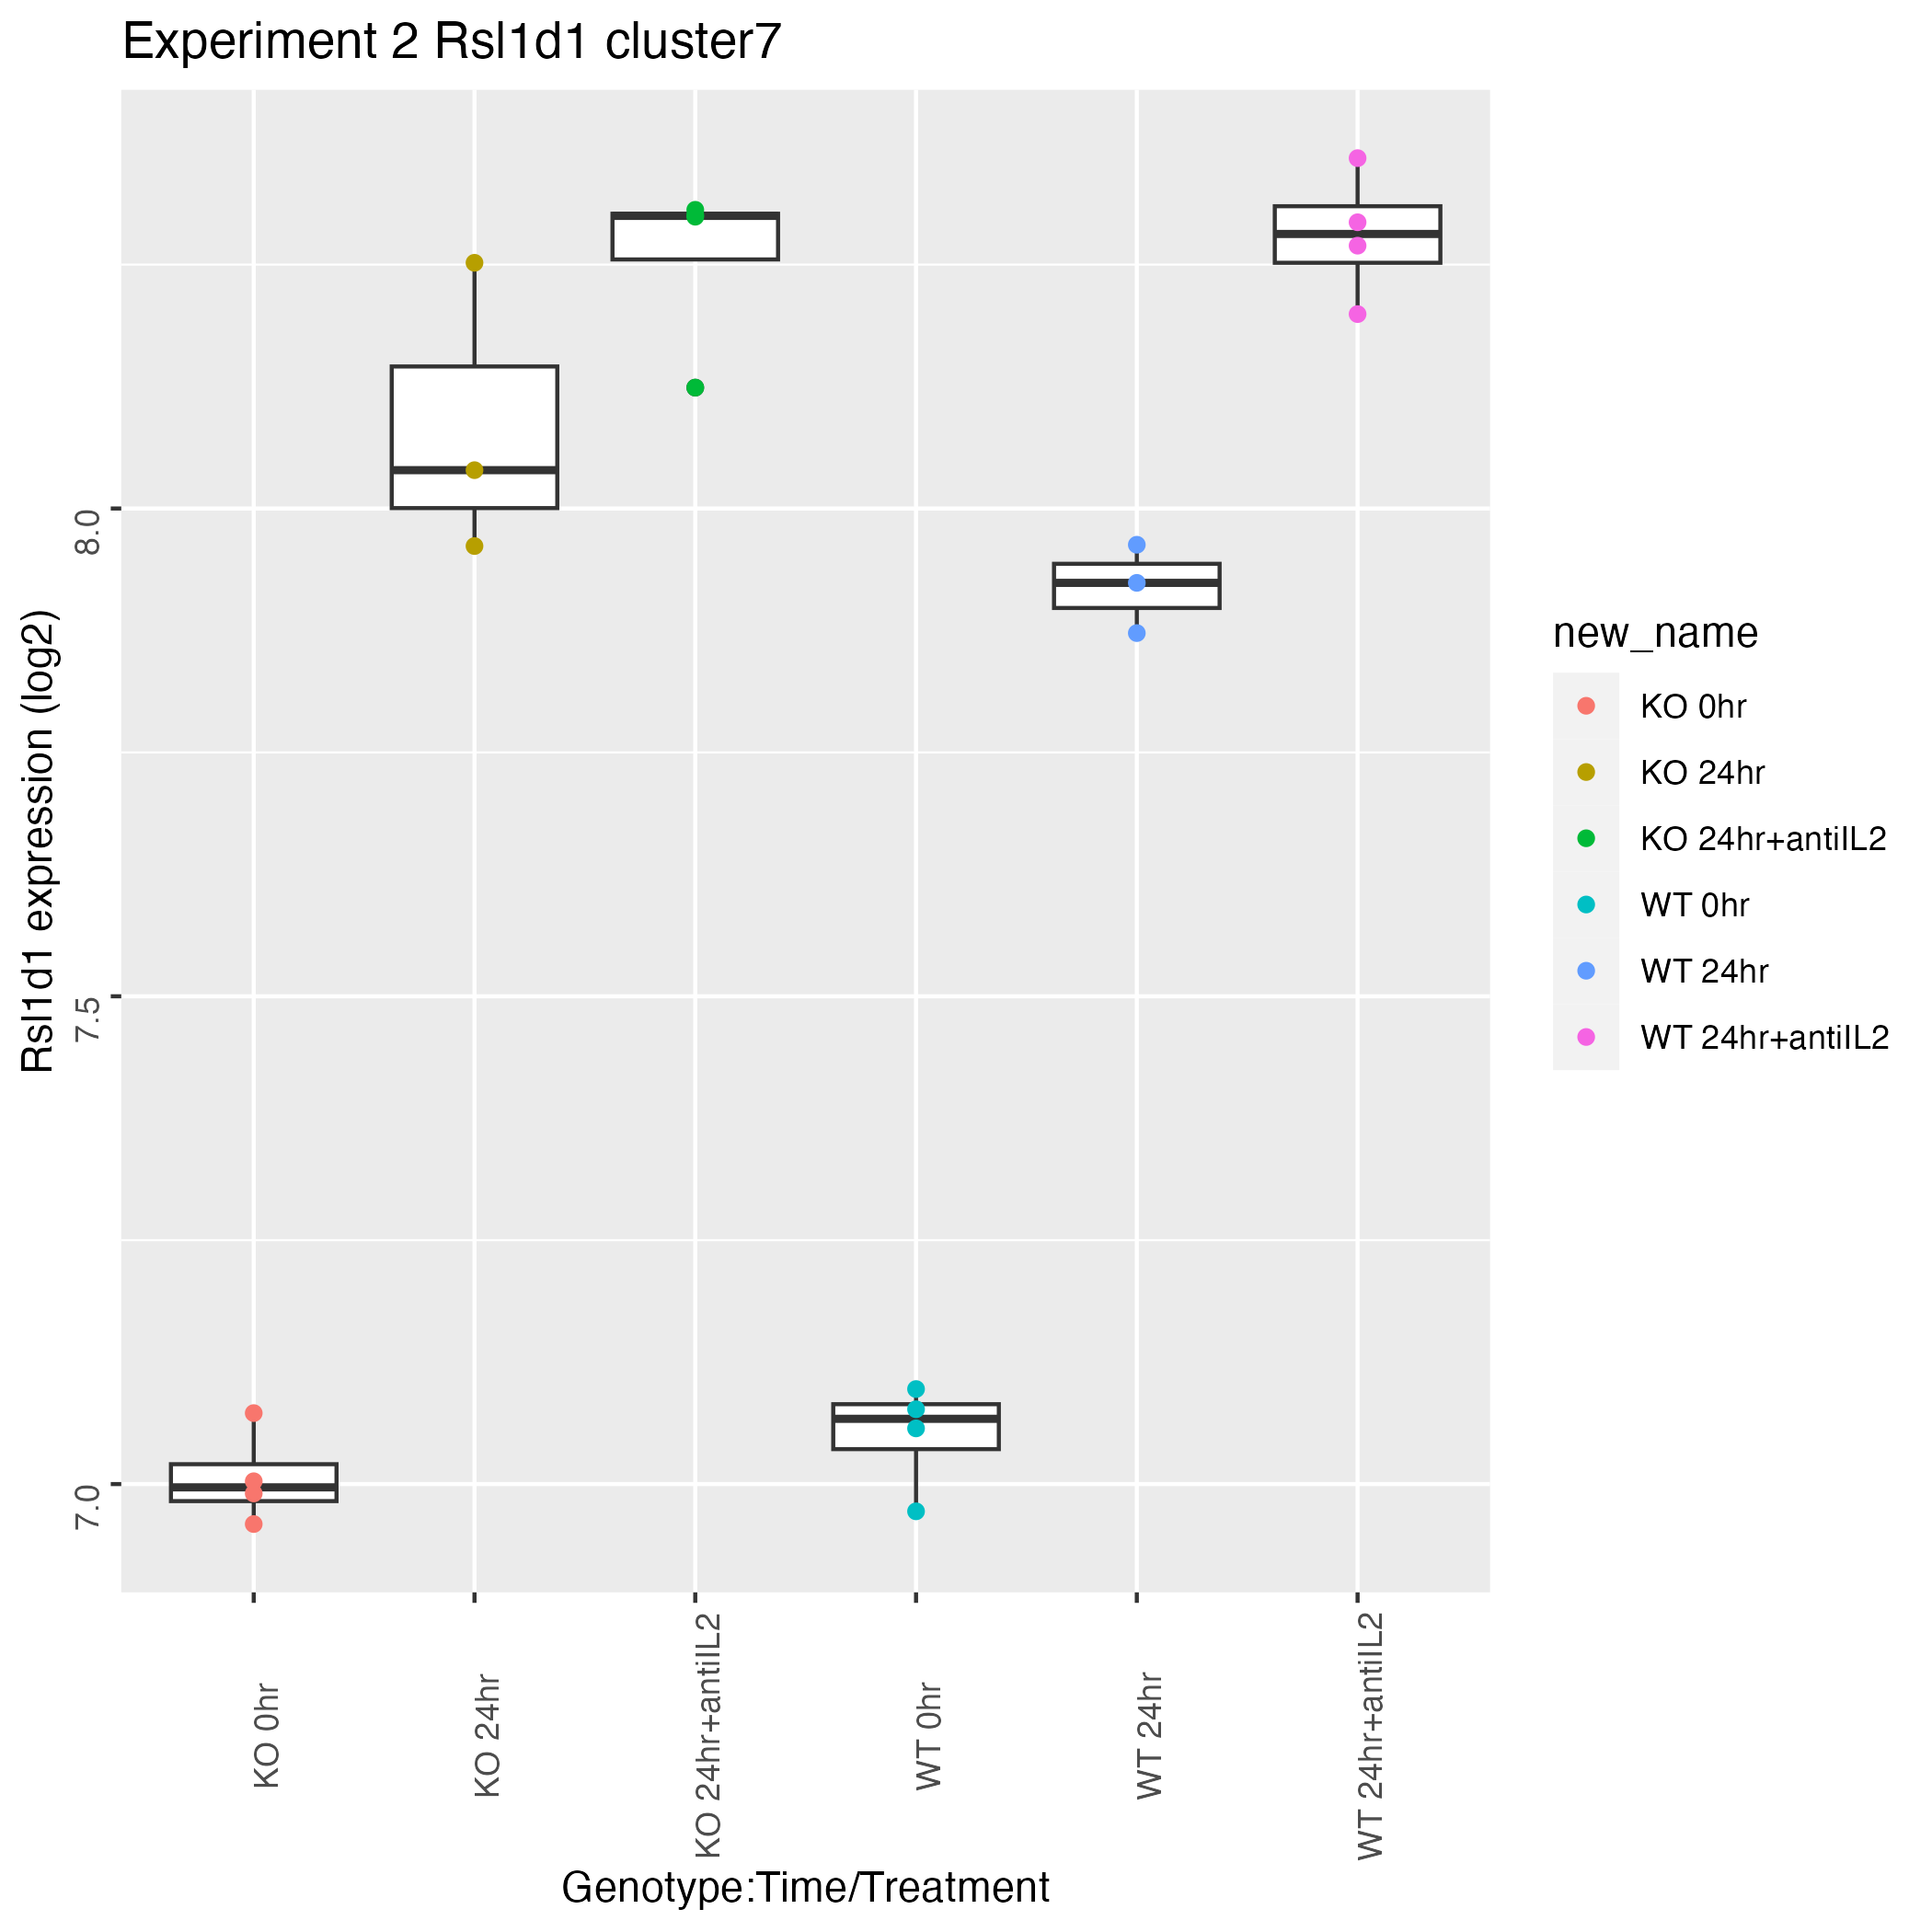 Experiment 2 Rsl1d1 cluster7
Rsl1d1 expression (log2)
8.0
7.5
7.0
KO 0hr
KO 24hr
KO 24hr+antiIL2
WT 0hr
WT 24hr
WT 24hr+antiIL2
Genotype:Time/Treatment
new_name
KO 0hr
KO 24hr
KO 24hr+antiIL2
WT 0hr
WT 24hr
WT 24hr+antiIL2